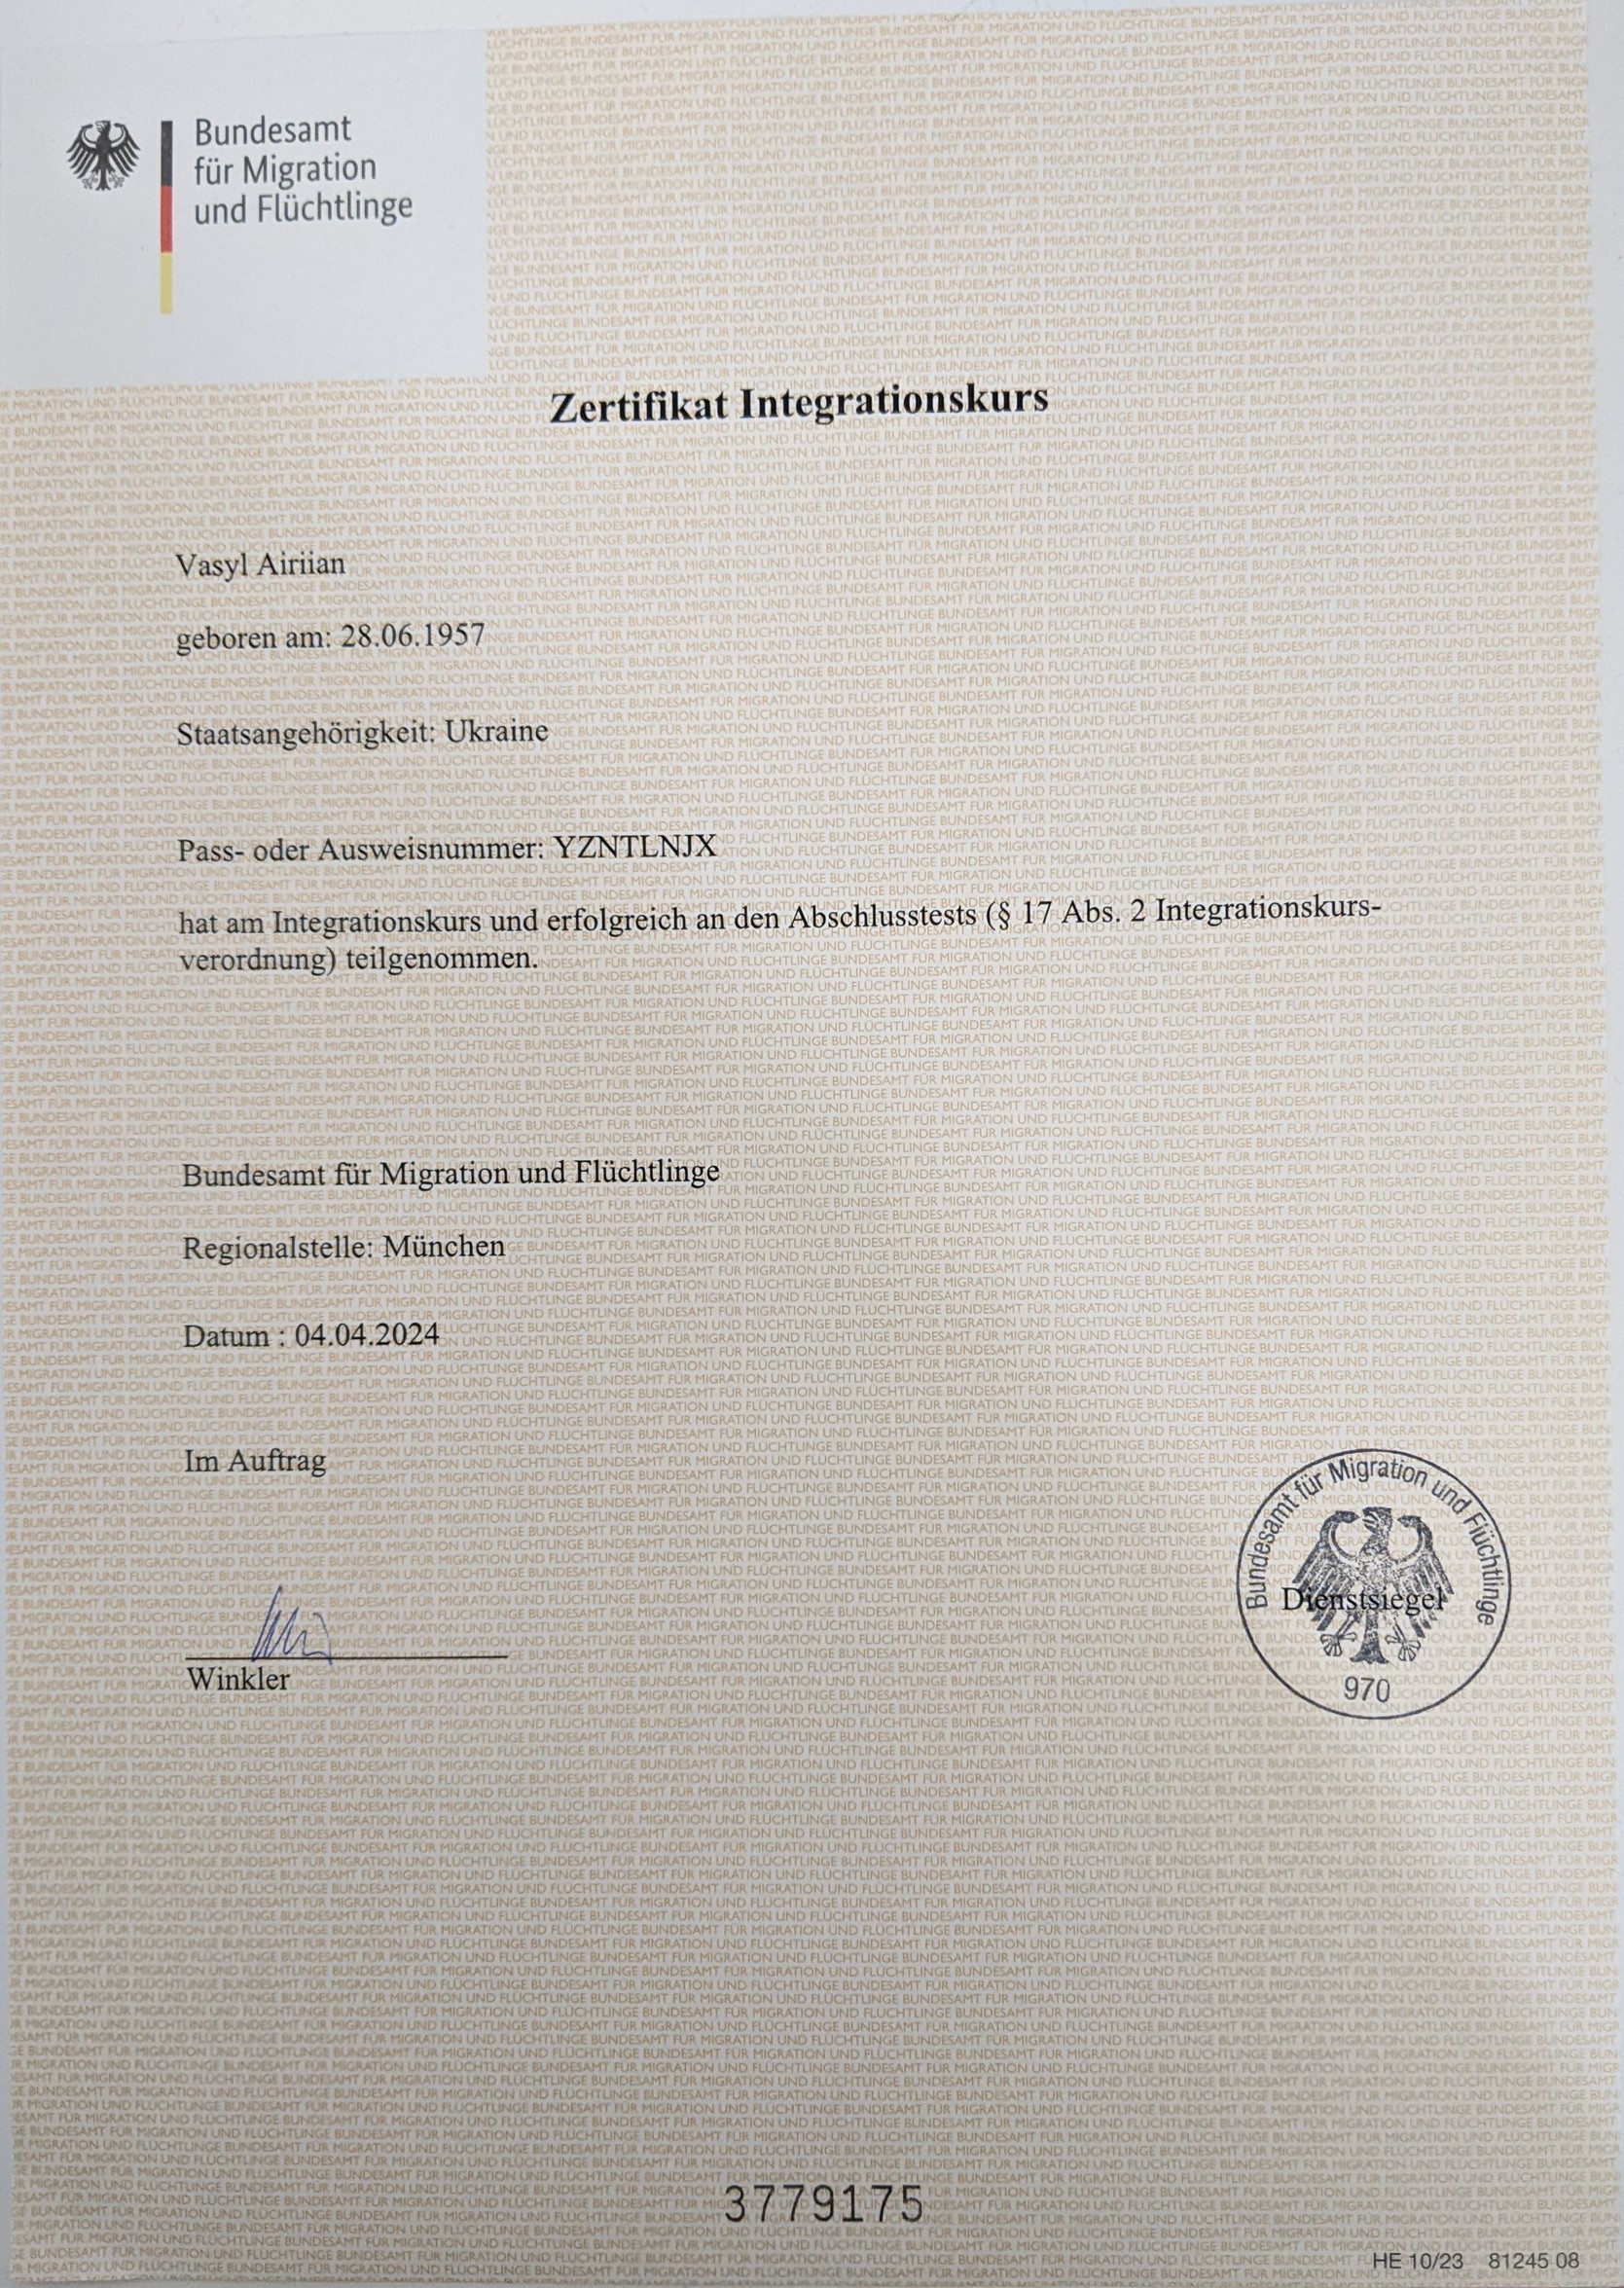 Bundesamt
für Migration
und Flüchtlinge
Zertifikat Integrationskurs
Vasyl Airiian
geboren am: 28.06.1957
Staatsangehörigkeit: Ukraine
Pass- oder Ausweisnummer: YZNTLNJX
hat am Integrationskurs und erfolgreich an den Abschlusstests (§ 17 Abs. 2 Integrationskurs-
verordnung) teilgenommen.
Bundesamt für Migration und Flüchtlinge
Regionalstelle: München
Datum : 04.04.2024
Im Auftrag
Winkler
Bundesamt für Migration und Flüchtlinge
Dienstsiegel
970
3779175
HE 10/23 81245 08